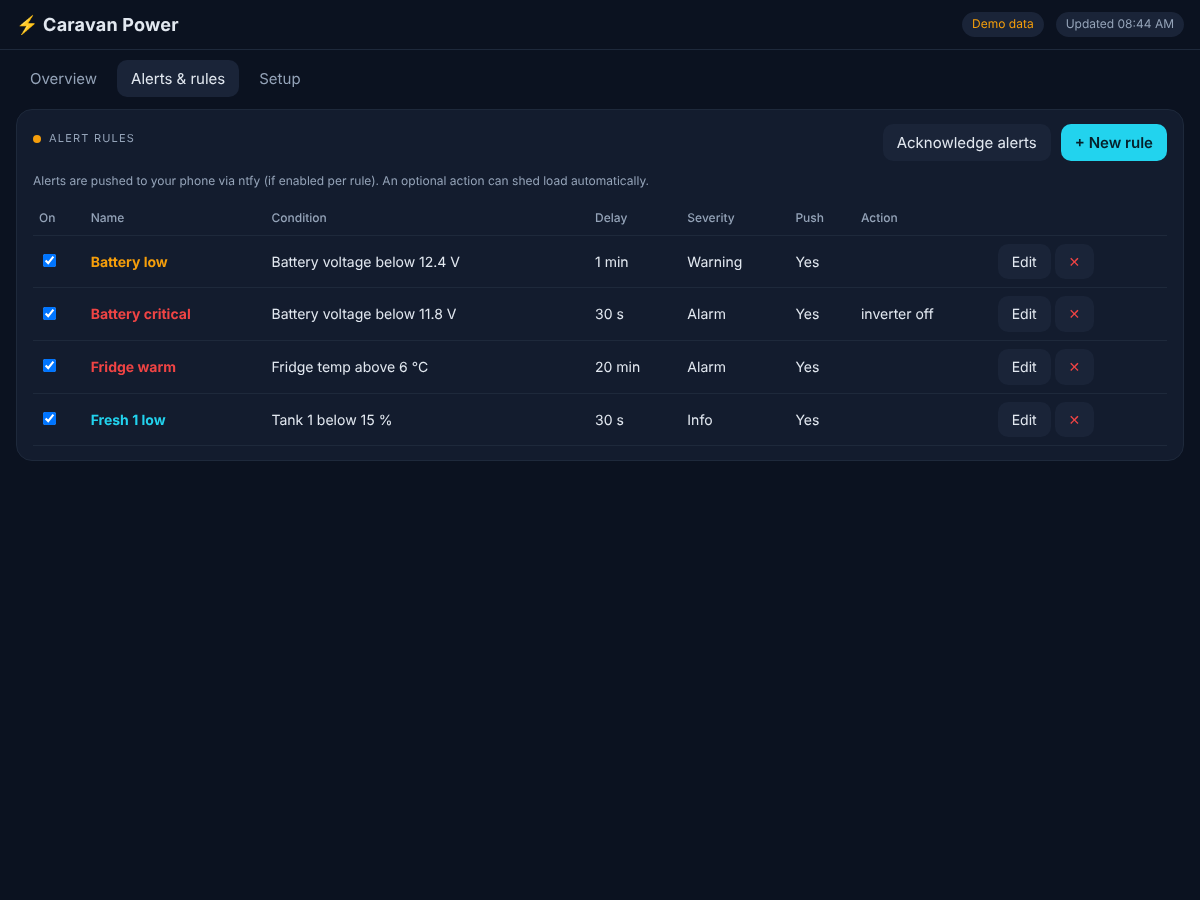 ⚡ Caravan Power
Demo data
Updated 08:44 AM
Overview
Alerts & rules
Setup
ALERT RULES
Acknowledge alerts
+ New rule
Alerts are pushed to your phone via ntfy (if enabled per rule). An optional action can shed load automatically.
On Name Condition Delay Severity Push Action
Battery low Battery voltage below 12.4 V 1 min Warning Yes Edit ✕
Battery critical Battery voltage below 11.8 V 30 s Alarm Yes inverter off Edit ✕
Fridge warm Fridge temp above 6 °C 20 min Alarm Yes Edit ✕
Fresh 1 low Tank 1 below 15 % 30 s Info Yes Edit ✕